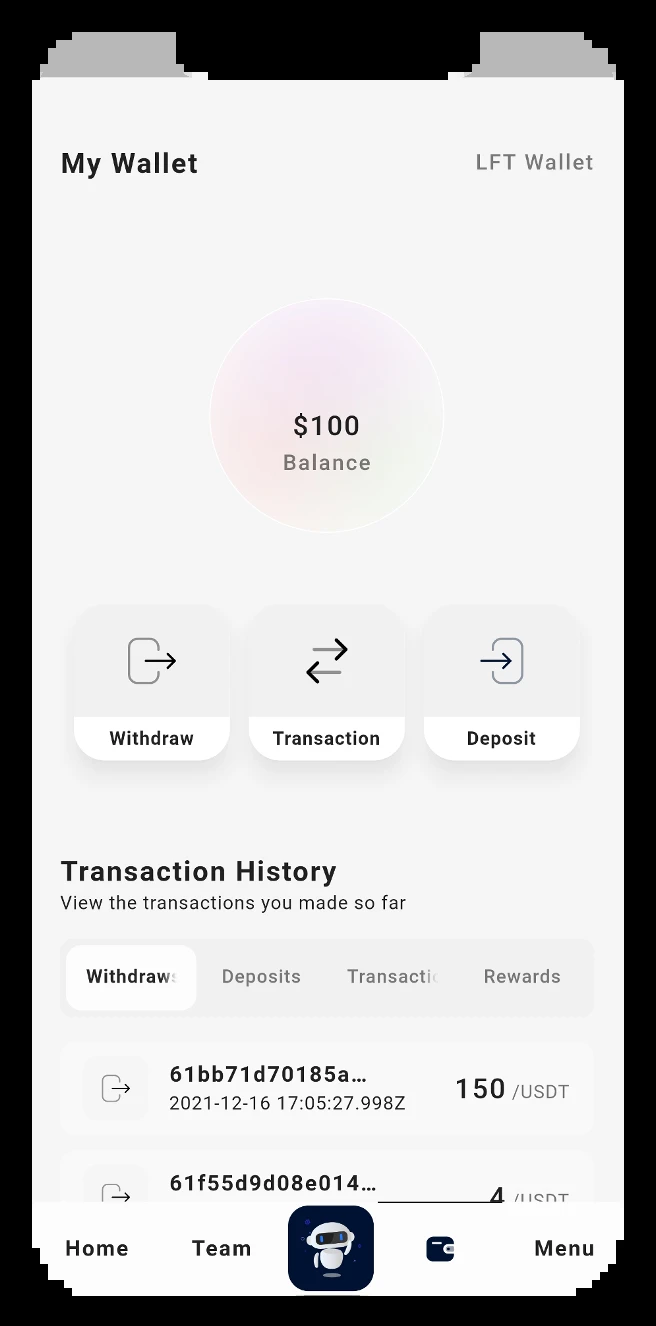 My Wallet
LFT Wallet
$100
Balance
Withdraw
Transaction
Deposit
Transaction History
View the transactions you made so far
Withdraws Deposits Transactic Rewards
61bb71d70185a...
2021-12-16 17:05:27.998Z
150 /USDT
61f55d9d08e014...
4 /USDT
Home Team Menu